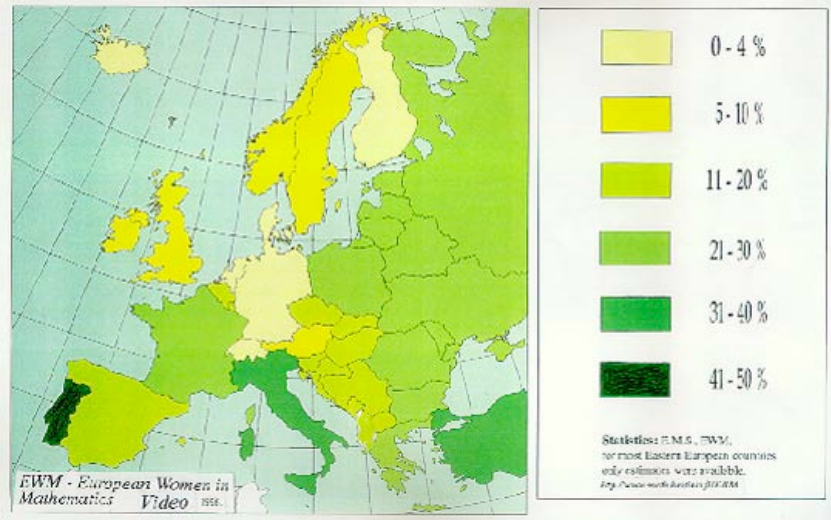 0 - 4 %
5 - 10 %
11 - 20 %
21 - 30 %
31 - 40 %
41 - 50 %
Statistics: E.M.S., EWM,
for most Eastern European countries
only estimates were available.
EWM - European Women in
Mathematics Video 1996.